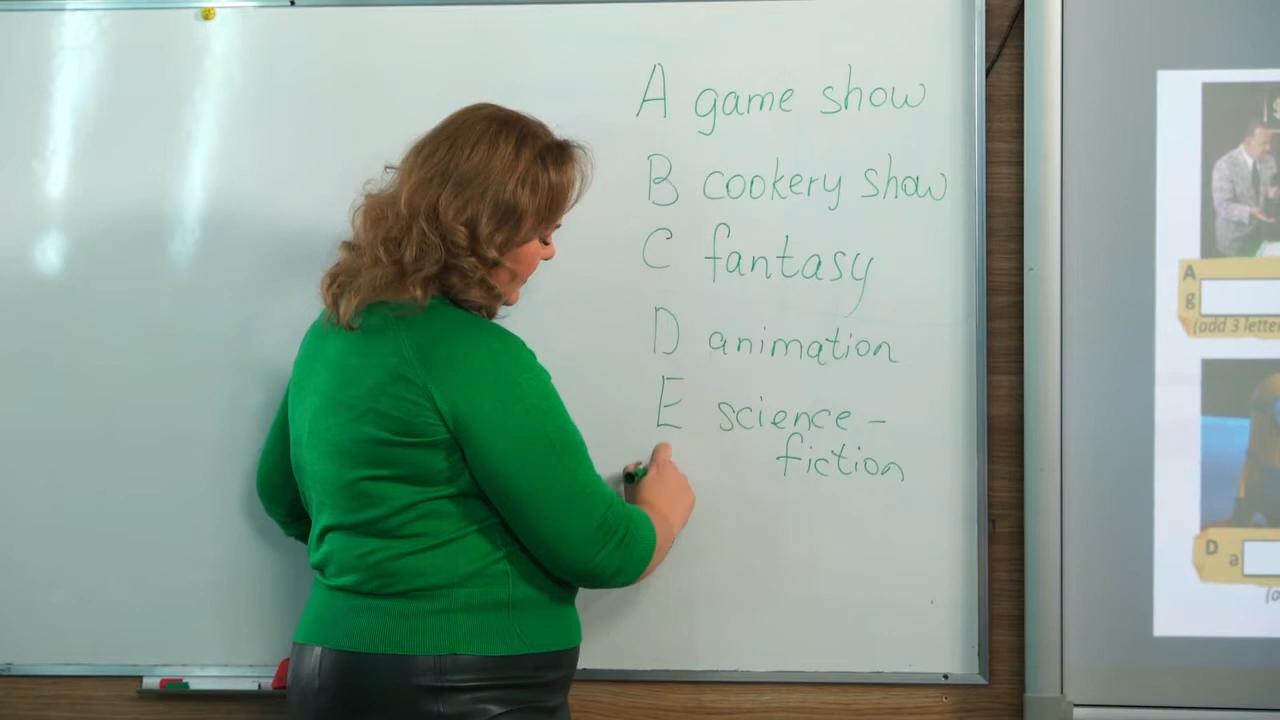 A game show
B cookery show
C fantasy
D animation
E science -
fiction
A
g
(add 3 letter
D
a